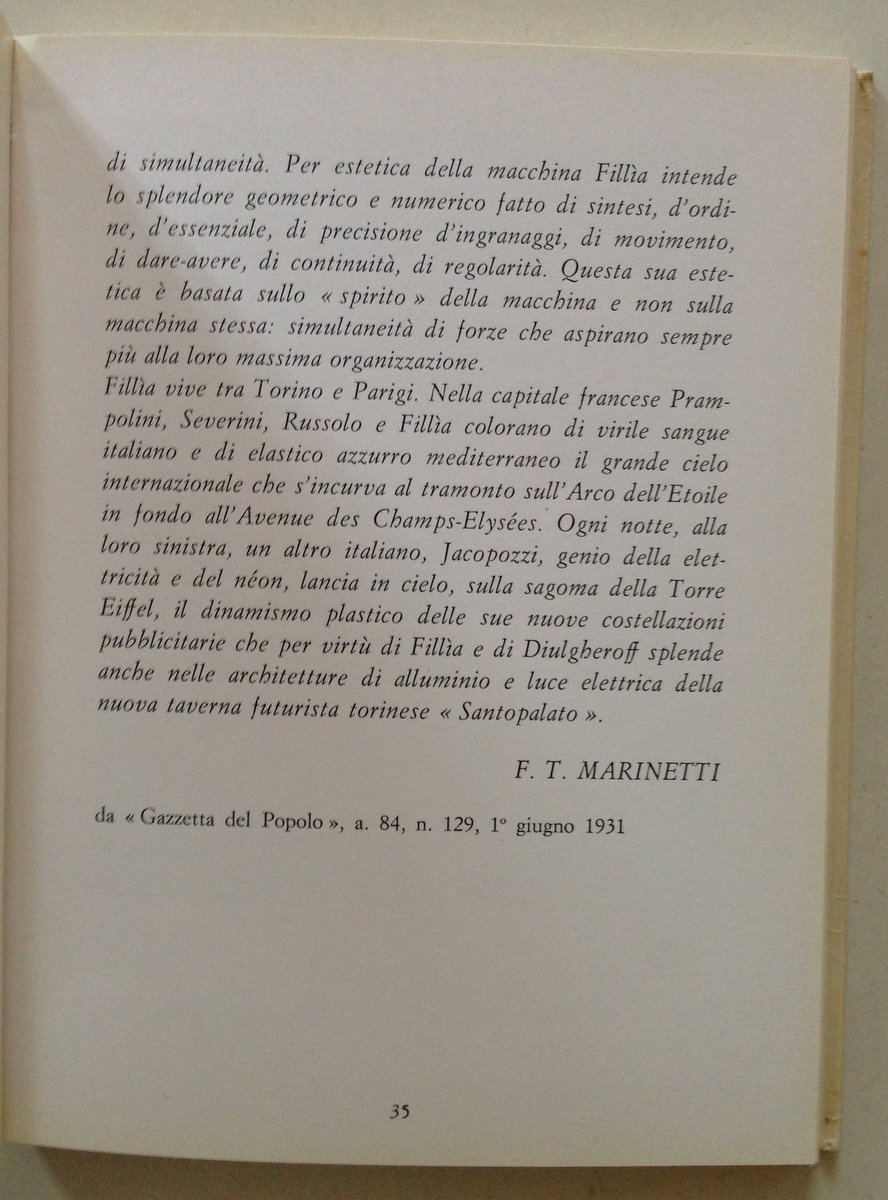 di simultaneità. Per estetica della macchina Fillìa intende
lo splendore geometrico e numerico fatto di sintesi, d'ordi-
ne, d'essenziale, di precisione d'ingranaggi, di movimento,
di dare-avere, di continuità, di regolarità. Questa sua este-
tica è basata sullo « spirito » della macchina e non sulla
macchina stessa: simultaneità di forze che aspirano sempre
più alla loro massima organizzazione.
Fillìa vive tra Torino e Parigi. Nella capitale francese Pram-
polini, Severini, Russolo e Fillìa colorano di virile sangue
italiano e di elastico azzurro mediterraneo il grande cielo
internazionale che s'incurva al tramonto sull'Arco dell'Etoile
in fondo all'Avenue des Champs-Elysées. Ogni notte, alla
loro sinistra, un altro italiano, Jacopozzi, genio della elet-
tricità e del néon, lancia in cielo, sulla sagoma della Torre
Eiffel, il dinamismo plastico delle sue nuove costellazioni
pubblicitarie che per virtù di Fillìa e di Diulgheroff splende
anche nelle architetture di alluminio e luce elettrica della
nuova taverna futurista torinese « Santopalato ».
F. T. MARINETTI
da « Gazzetta del Popolo », a. 84, n. 129, 1° giugno 1931
35